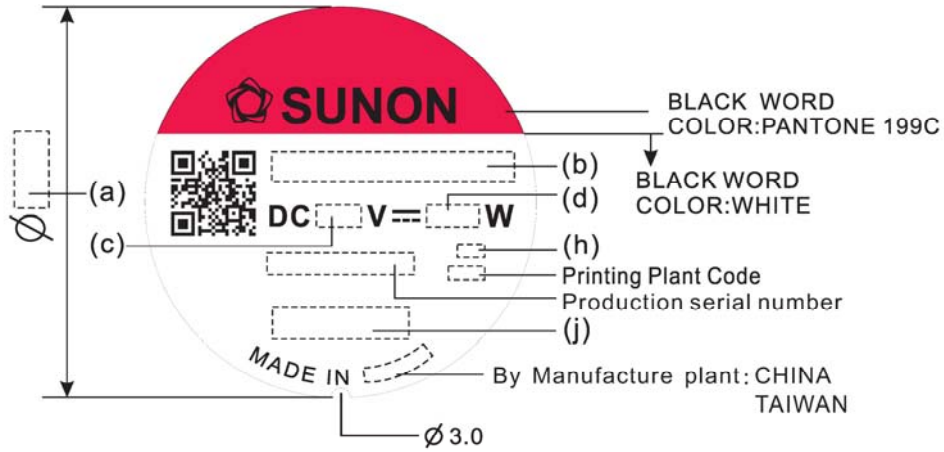 SUNON
BLACK WORD
COLOR:PANTONE 199C
(b)
BLACK WORD
COLOR:WHITE
(a)
Ø
DC V W
(d)
(c)
(h)
Printing Plant Code
Production serial number
(j)
MADE IN
By Manufacture plant: CHINA
TAIWAN
Ø 3.0